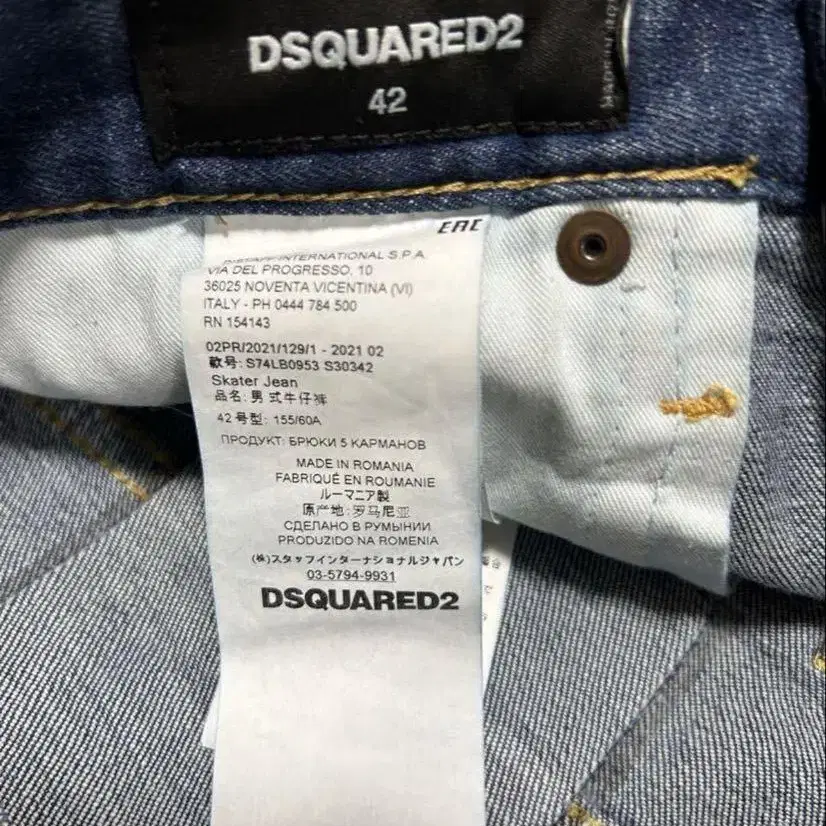 DSQUARED2
42
EAC
INTERNATIONAL S.P.A.
VIA DEL PROGRESSO, 10
36025 NOVENTA VICENTINA (VI)
ITALY - PH 0444 784 500
RN 154143
02PR/2021/129/1 - 2021 02
款号: S74LB0953 S30342
Skater Jean
品名: 男 式牛仔裤
42 号型: 155/60A
ПРОДУКТ: БРЮКИ 5 КАРМАНОВ
MADE IN ROMANIA
FABRIQUÉ EN ROUMANIE
ルーマニア製
原产地: 罗马尼亚
СДЕЛАНО В РУМЫНИИ
PRODUZIDO NA ROMENIA
(株)スタッフインターナショナルジャパン
03-5794-9931
DSQUARED2